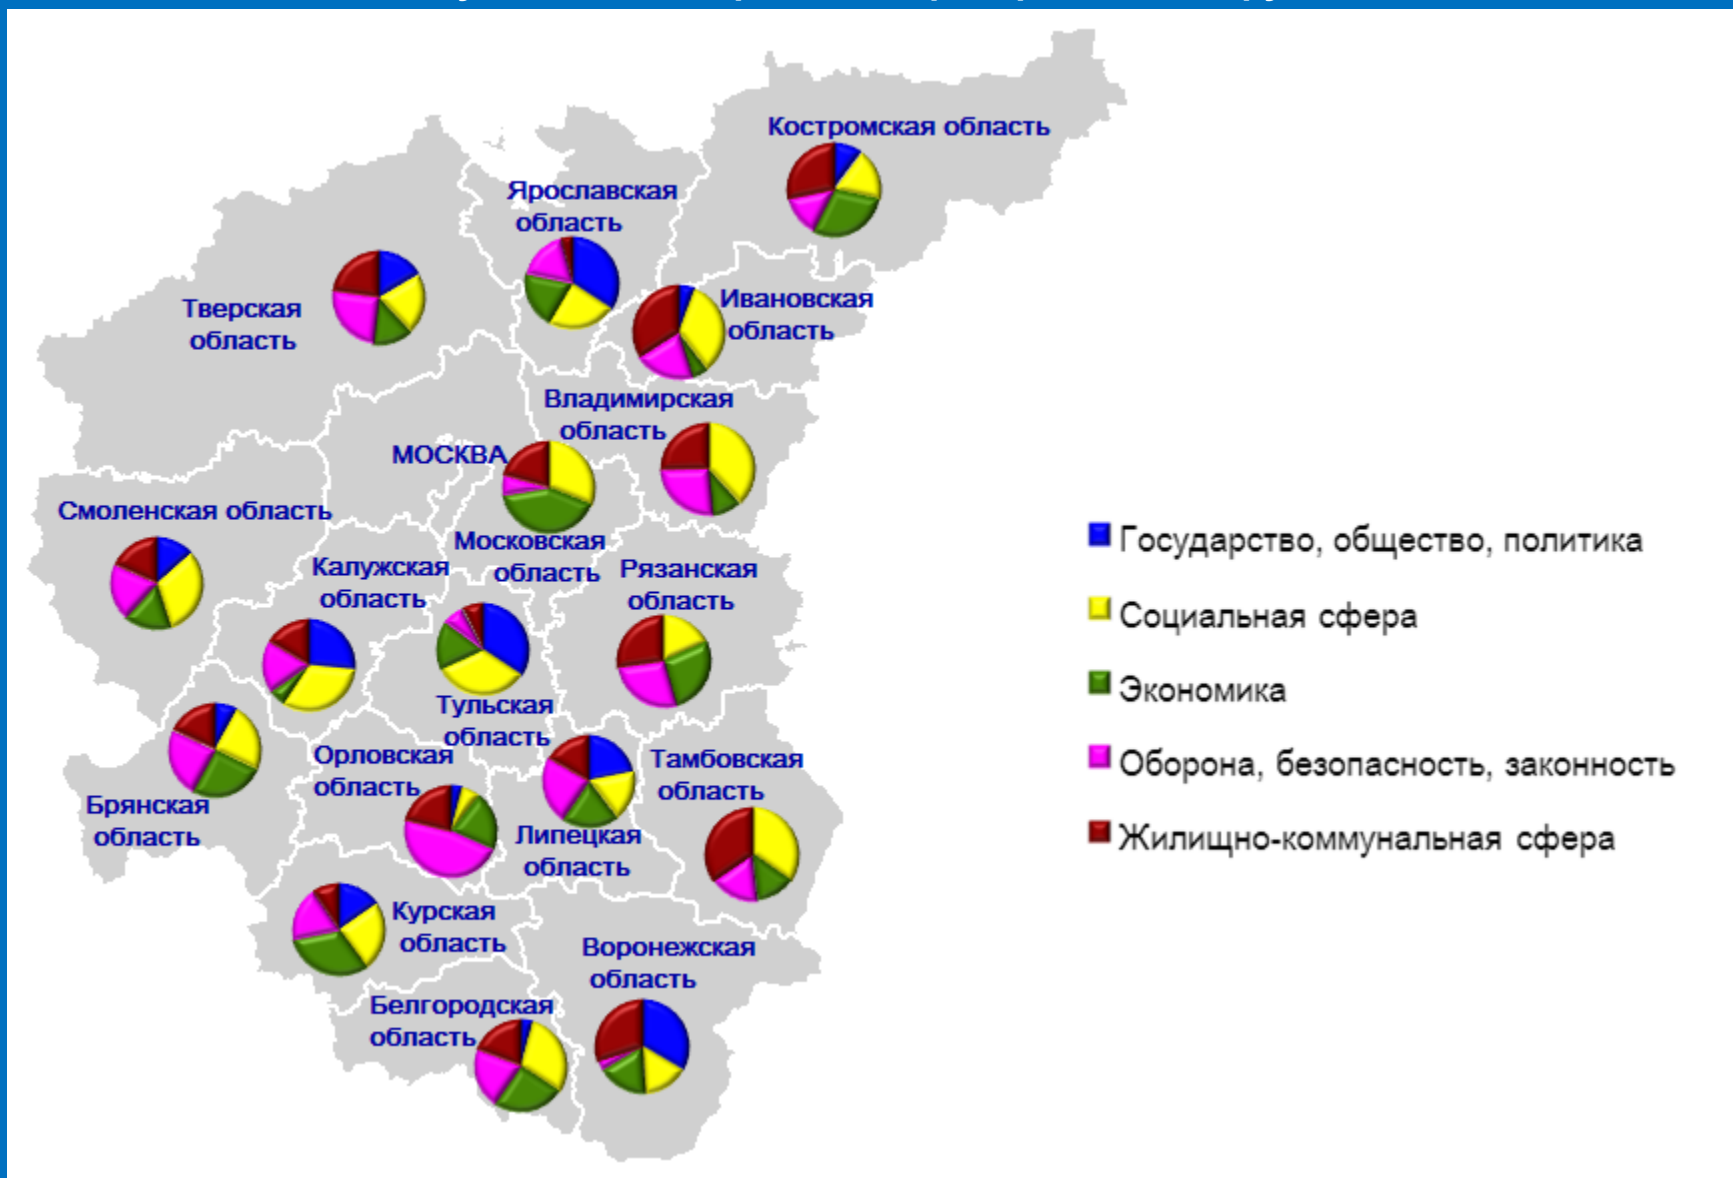 Костромская область
Ярославская
область
Тверская
область
Ивановская
область
Владимирская
область
МОСКВА
Смоленская область
Московская
область
Калужская
область
Рязанская
область
Тульская
область
Орловская
область
Тамбовская
область
Брянская
область
Липецкая
область
Курская
область
Воронежская
область
Белгородская
область
Государство, общество, политика
Социальная сфера
Экономика
Оборона, безопасность, законность
Жилищно-коммунальная сфера